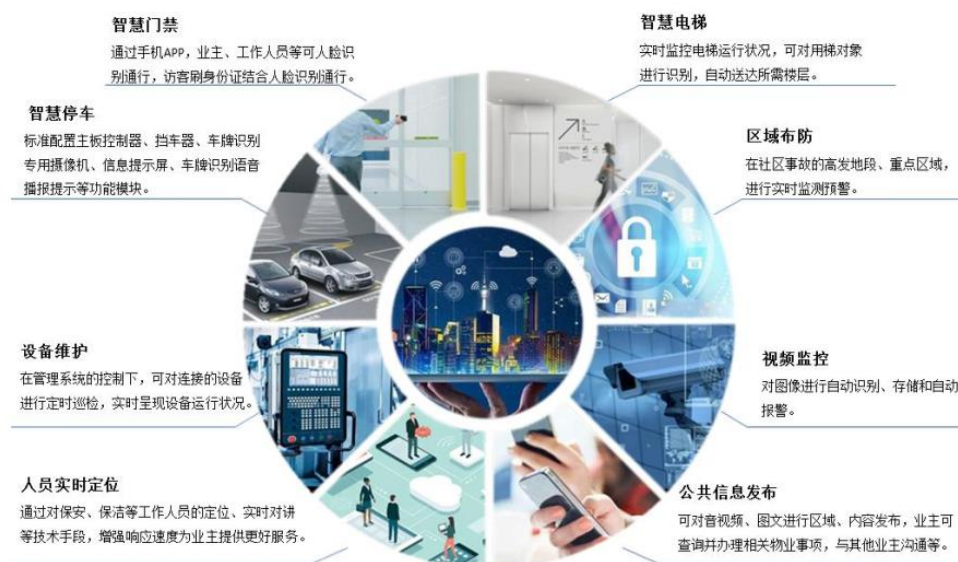 智慧门禁
通过手机APP，业主、工作人员等可人脸识
别通行，访客刷身份证结合人脸识别通行。
智慧停车
标准配置主板控制器、挡车器、车牌识别
专用摄像机、信息提示屏、车牌识别语音
播报提示等功能模块。
设备维护
在管理系统的控制下，可对连接的设备
进行定时巡检，实时呈现设备运行状况。
人员实时定位
通过对保安、保洁等工作人员的定位、实时对讲
等技术手段，增强响应速度为业主提供更好服务。
智慧电梯
实时监控电梯运行状况，可对用梯对象
进行识别，自动送达所需楼层。
区域布防
在社区事故的高发地段、重点区域，
进行实时监测预警。
视频监控
对图像进行自动识别、存储和自动
报警。
公共信息发布
可对音视频、图文进行区域、内容发布，业主可
查询并办理相关物业事项，与其他业主沟通等。